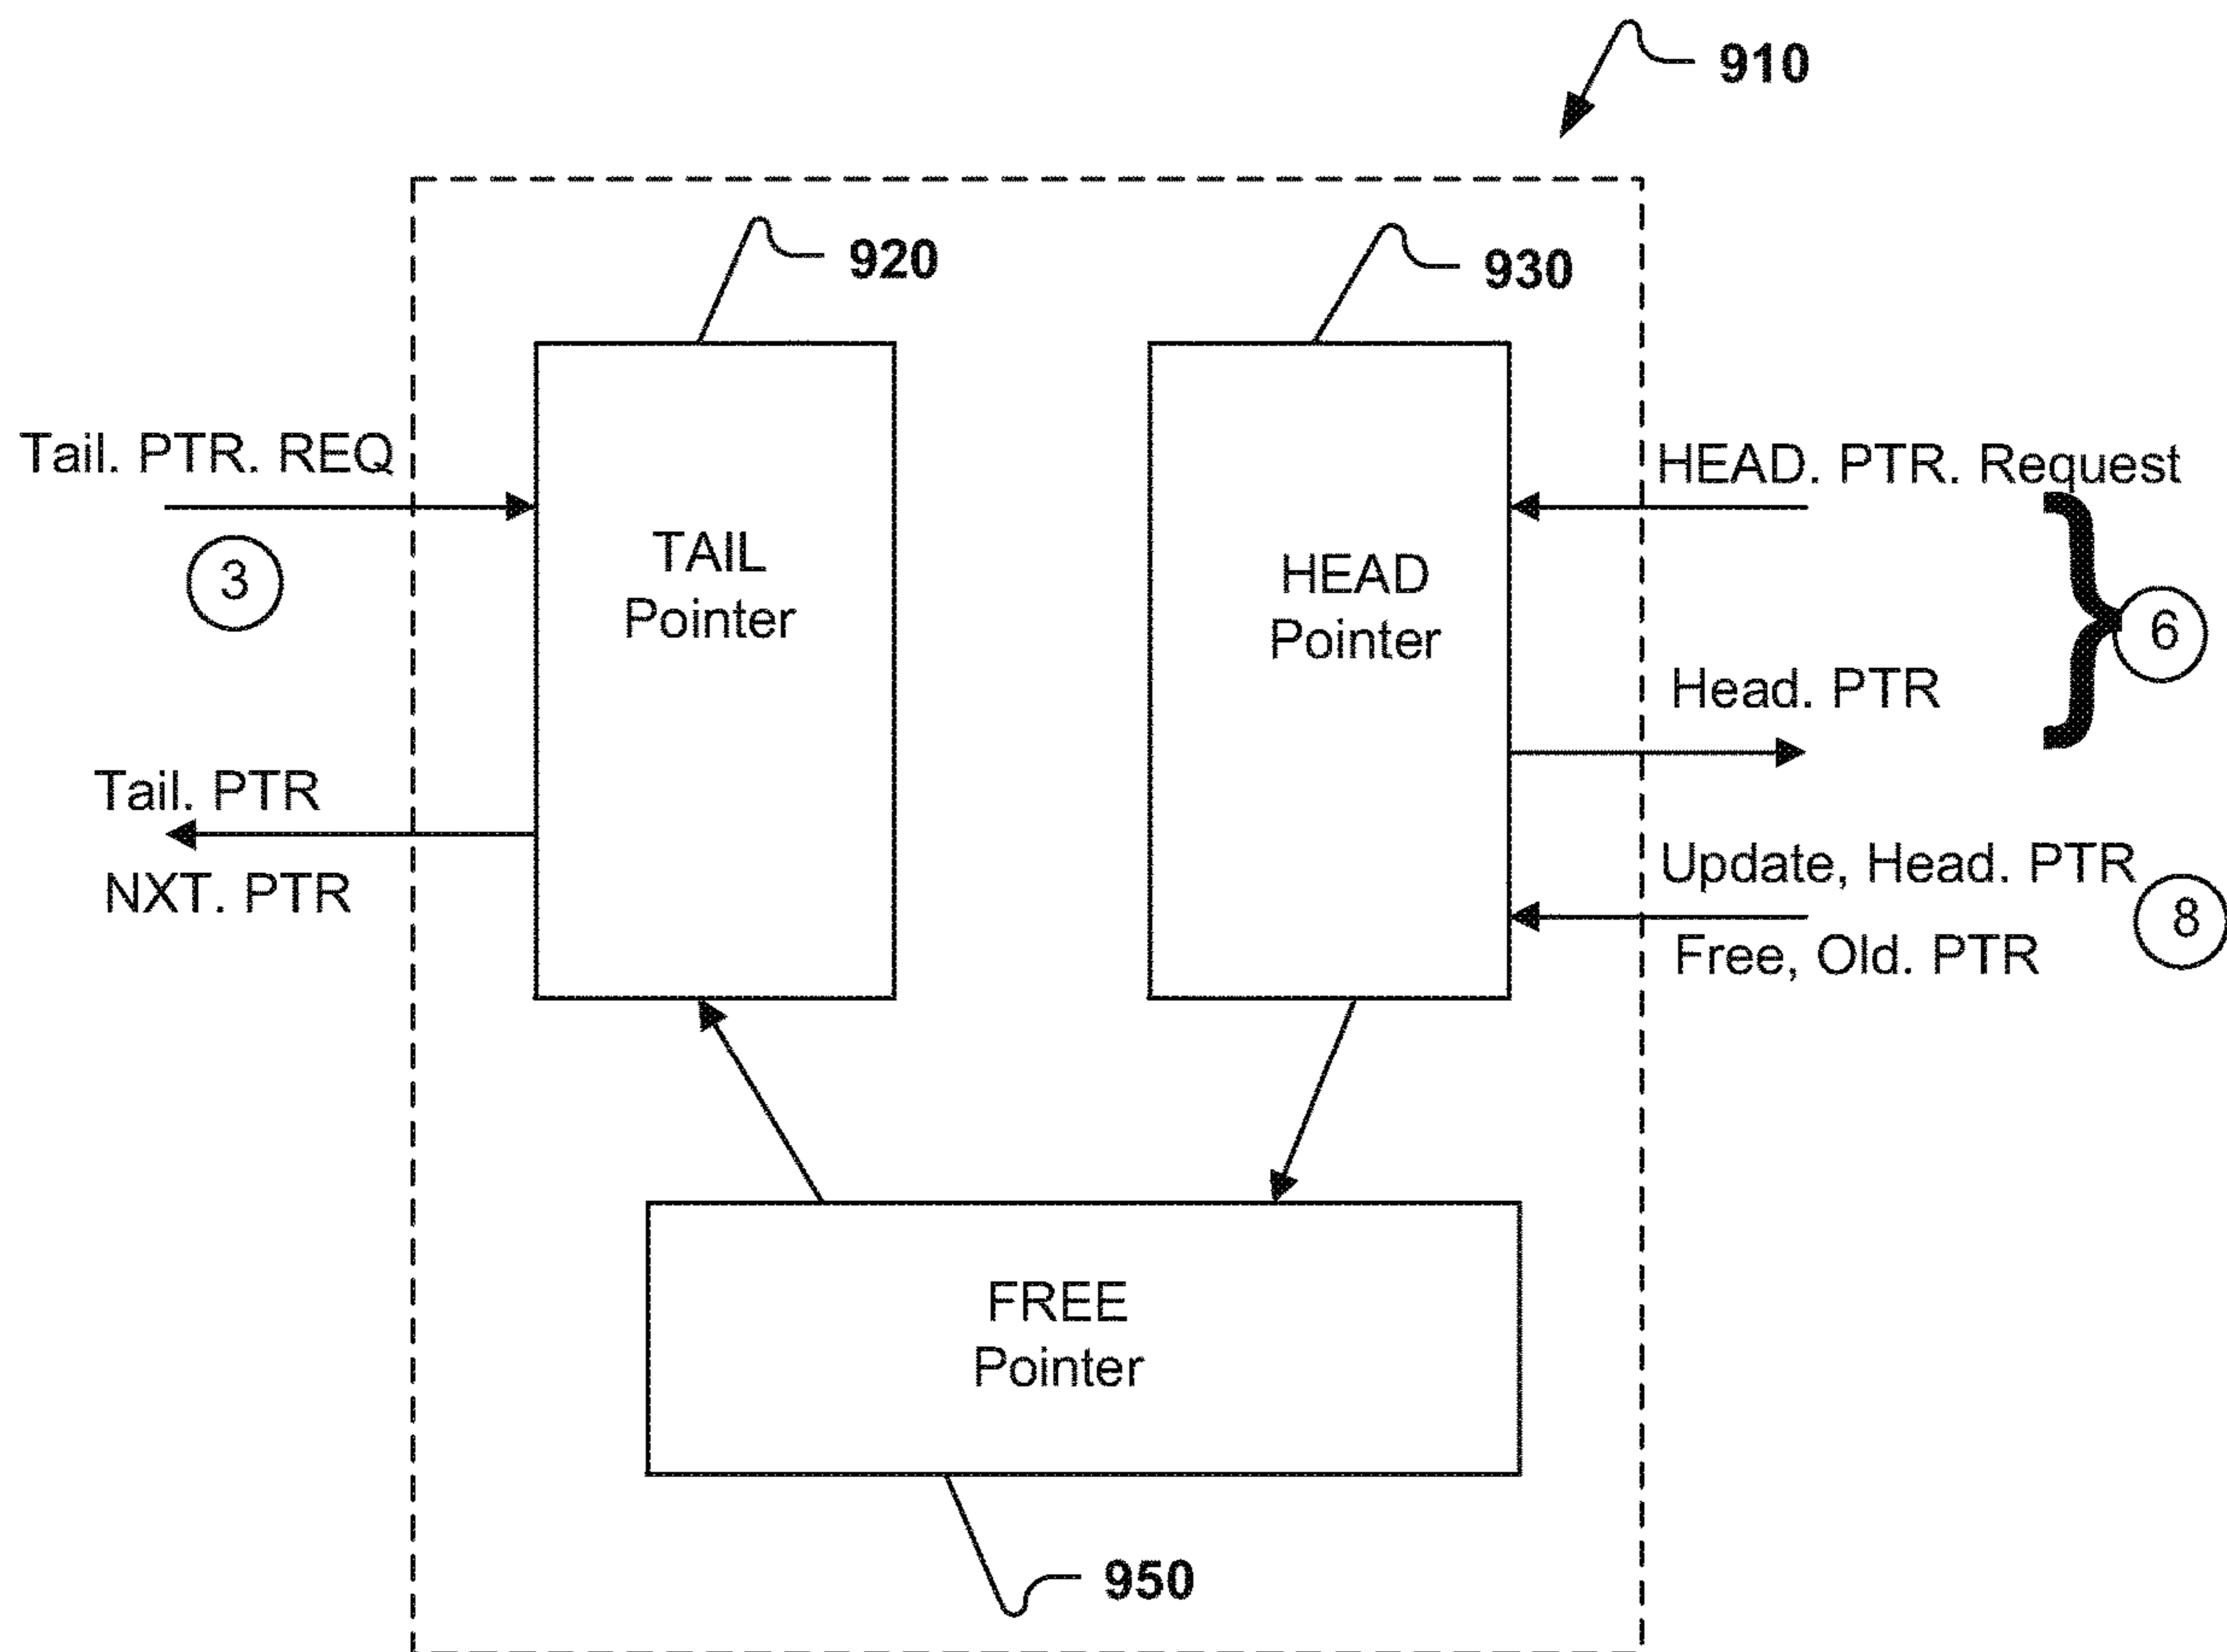 910
920
930
Tail. PTR. REQ
HEAD. PTR. Request
3
TAIL
Pointer
HEAD
Pointer
6
Head. PTR
Tail. PTR
NXT. PTR
Update, Head. PTR
8
Free, Old. PTR
FREE
Pointer
950